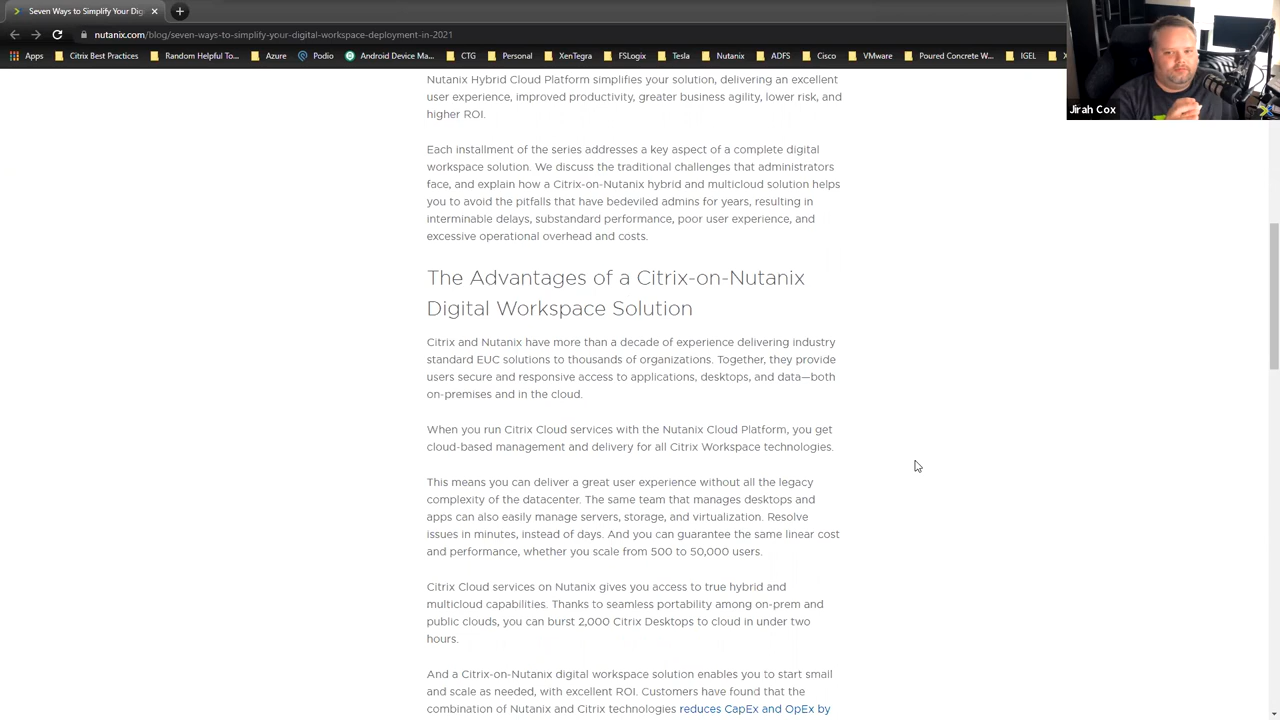 Seven Ways to Simplify Your Dig
nutanix.com/blog/seven-ways-to-simplify-your-digital-workspace-deployment-in-2021
Apps Citrix Best Practices Random Helpful To... Azure Podio Android Device Ma... CTG Personal XenTegra FSLogix Tesla Nutanix ADFS Cisco VMware Poured Concrete W... IGEL
Jirah Cox
Nutanix Hybrid Cloud Platform simplifies your solution, delivering an excellent
user experience, improved productivity, greater business agility, lower risk, and
higher ROI.
Each installment of the series addresses a key aspect of a complete digital
workspace solution. We discuss the traditional challenges that administrators
face, and explain how a Citrix-on-Nutanix hybrid and multicloud solution helps
you to avoid the pitfalls that have bedeviled admins for years, resulting in
interminable delays, substandard performance, poor user experience, and
excessive operational overhead and costs.
The Advantages of a Citrix-on-Nutanix
Digital Workspace Solution
Citrix and Nutanix have more than a decade of experience delivering industry
standard EUC solutions to thousands of organizations. Together, they provide
users secure and responsive access to applications, desktops, and data—both
on-premises and in the cloud.
When you run Citrix Cloud services with the Nutanix Cloud Platform, you get
cloud-based management and delivery for all Citrix Workspace technologies.
This means you can deliver a great user experience without all the legacy
complexity of the datacenter. The same team that manages desktops and
apps can also easily manage servers, storage, and virtualization. Resolve
issues in minutes, instead of days. And you can guarantee the same linear cost
and performance, whether you scale from 500 to 50,000 users.
Citrix Cloud services on Nutanix gives you access to true hybrid and
multicloud capabilities. Thanks to seamless portability among on-prem and
public clouds, you can burst 2,000 Citrix Desktops to cloud in under two
hours.
And a Citrix-on-Nutanix digital workspace solution enables you to start small
and scale as needed, with excellent ROI. Customers have found that the
combination of Nutanix and Citrix technologies reduces CapEx and OpEx by